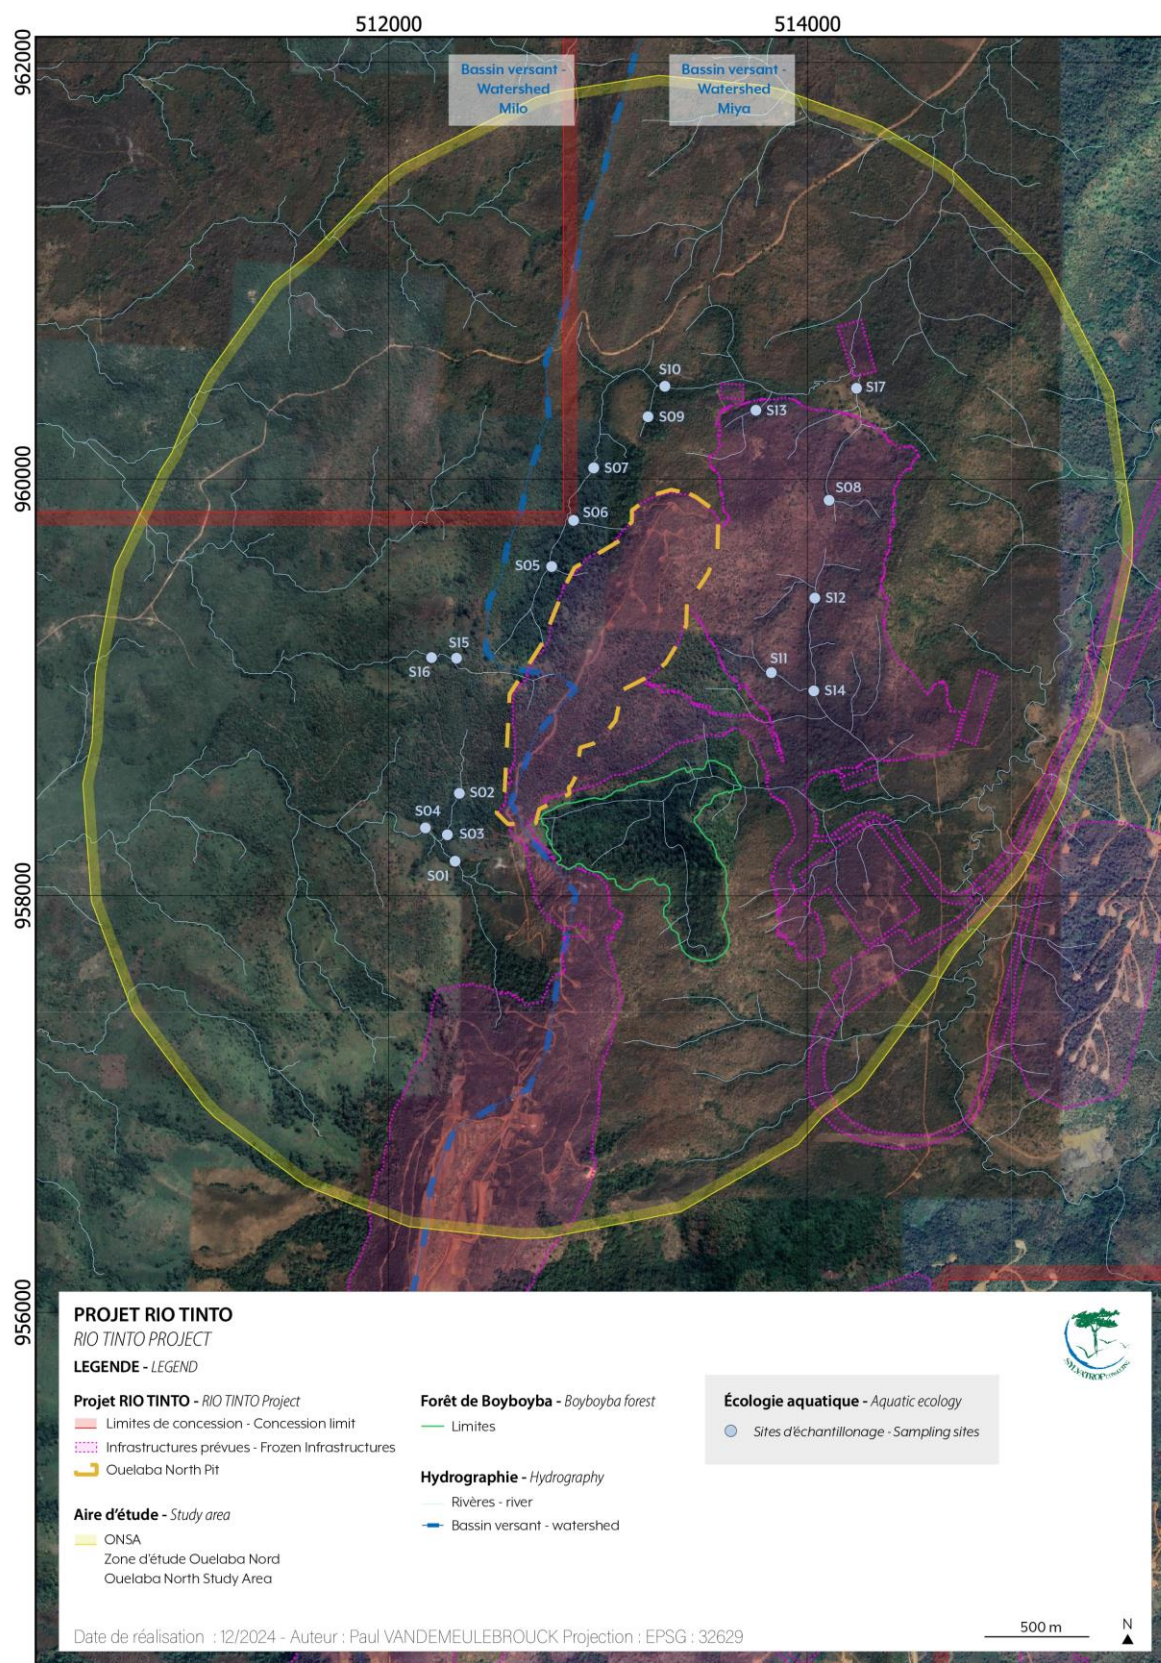 512000
514000
962000
960000
958000
956000
Bassin versant -
Watershed
Milo
Bassin versant -
Watershed
Miya
S10
S17
S09
S13
S07
S08
S06
S05
S12
S15
S16
S11
S14
S02
S04
S03
S01
PROJET RIO TINTO
RIO TINTO PROJECT
LEGENDE - LEGEND
Projet RIO TINTO - RIO TINTO Project
Limites de concession - Concession limit
Infrastructures prévues - Frozen Infrastructures
Ouelaba North Pit
Aire d'étude - Study area
ONSA
Zone d'étude Ouelaba Nord
Ouelaba North Study Area
Forêt de Boyboyba - Boyboyba forest
Limites
Hydrographie - Hydrography
Rivères - river
Bassin versant - watershed
Écologie aquatique - Aquatic ecology
Sites d'échantillonage - Sampling sites
SYLVATROP CONSULTING
Date de réalisation : 12/2024 - Auteur : Paul VANDEMEULEBROUCK Projection : EPSG : 32629
500 m
N